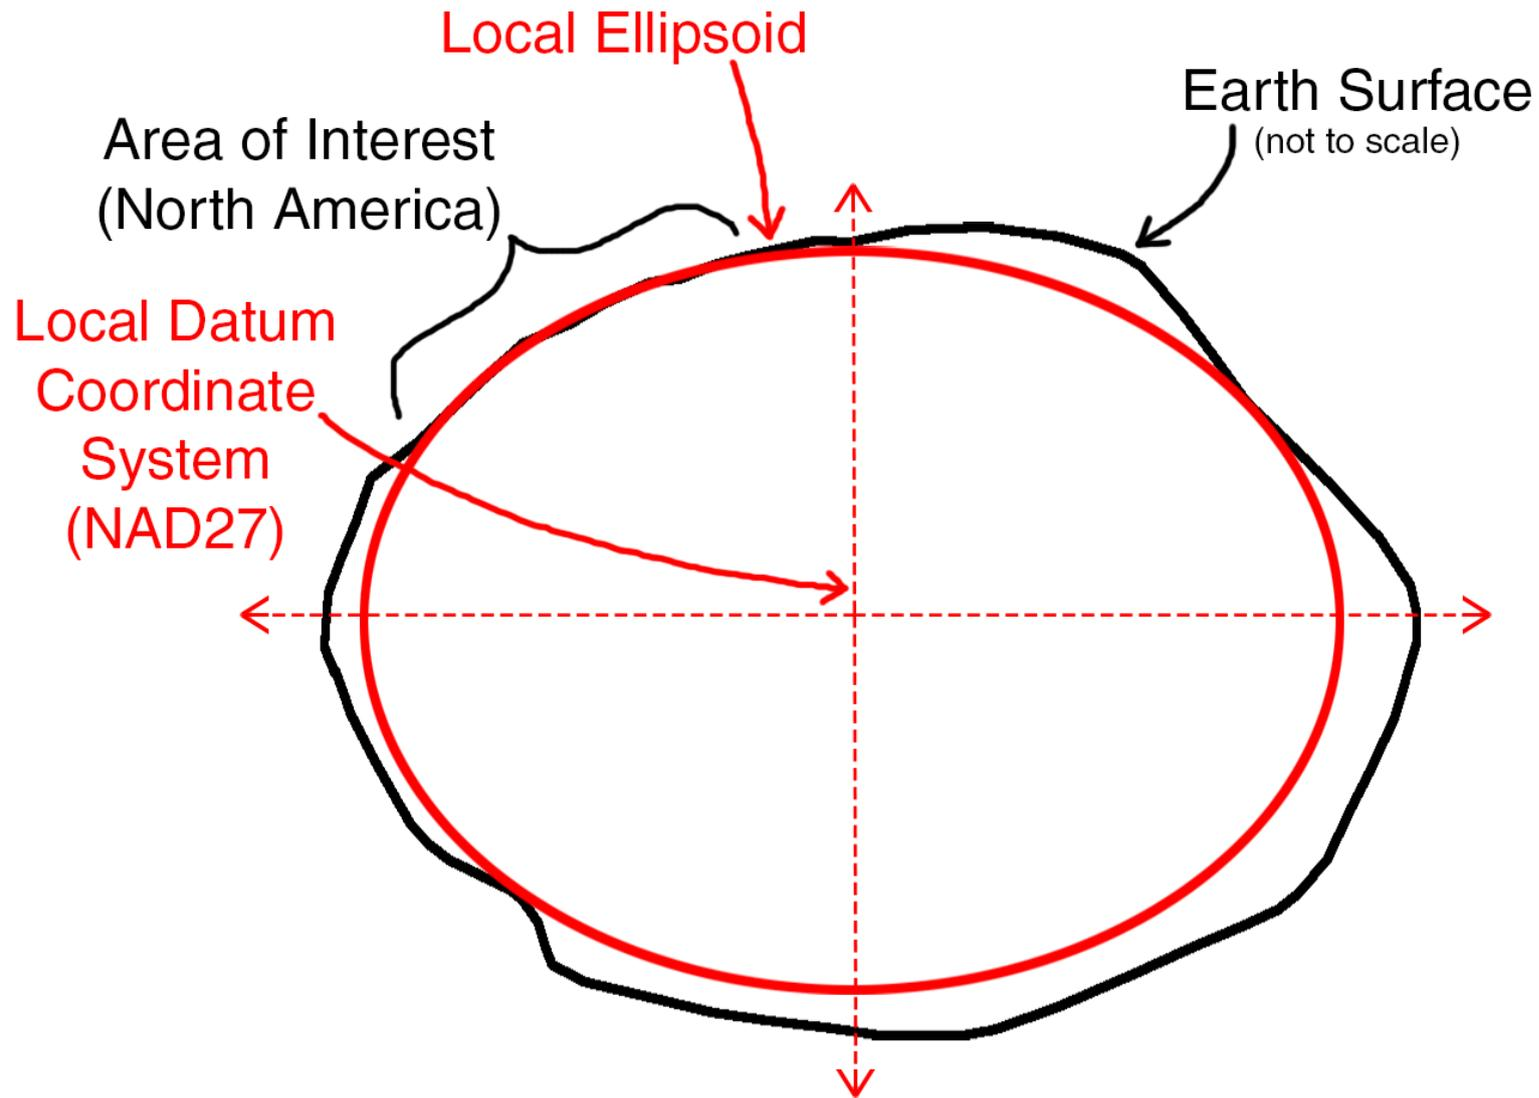 Local Ellipsoid
Earth Surface
(not to scale)
Area of Interest
(North America)
Local Datum
Coordinate
System
(NAD27)